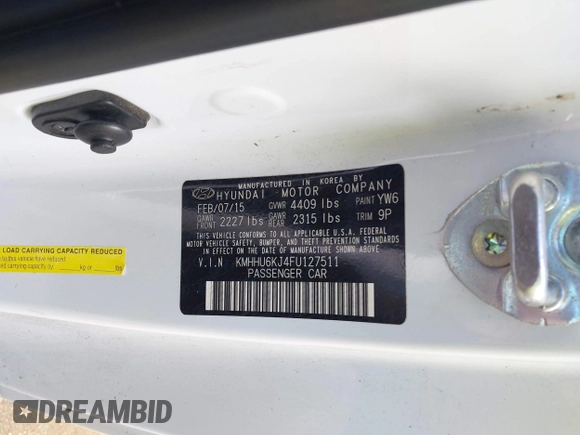 MANUFACTURED IN KOREA BY
HYUNDAI MOTOR COMPANY
FEB/07/15 GVWR 4409 lbs PAINT YW6
GAWR FRT 2227 lbs GAWR REAR 2315 lbs TRIM 9P
THIS VEHICLE CONFORMS TO ALL APPLICABLE U.S. FEDERAL
MOTOR VEHICLE SAFETY, BUMPER, AND THEFT PREVENTION
STANDARDS IN EFFECT ON THE DATE OF MANUFACTURE
SHOWN ABOVE.
V.I.N KMHHU6KJ4FU127511
PASSENGER CAR
LOAD CARRYING CAPACITY REDUCED
kg or lbs
DREAMBID